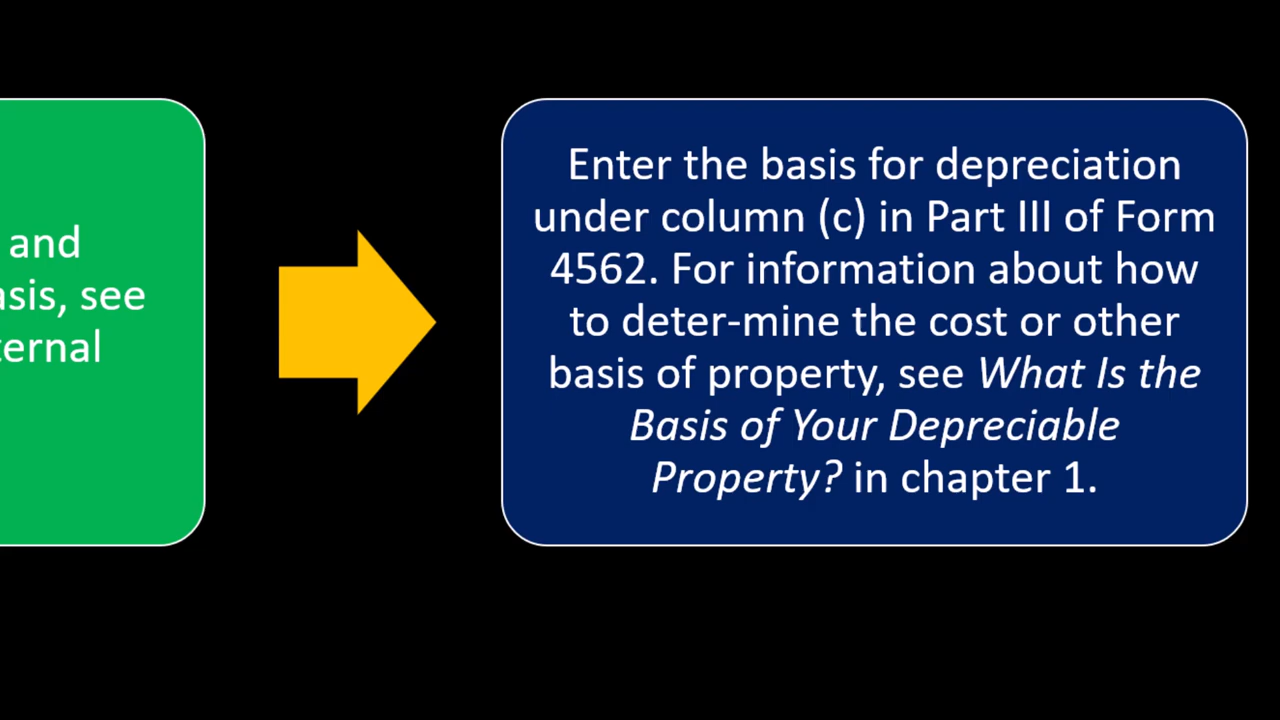 and
see
Enter the basis for depreciation
under column (c) in Part III of Form
4562. For information about how
to deter-mine the cost or other
basis of property, see What Is the
Basis of Your Depreciable
Property? in chapter 1.